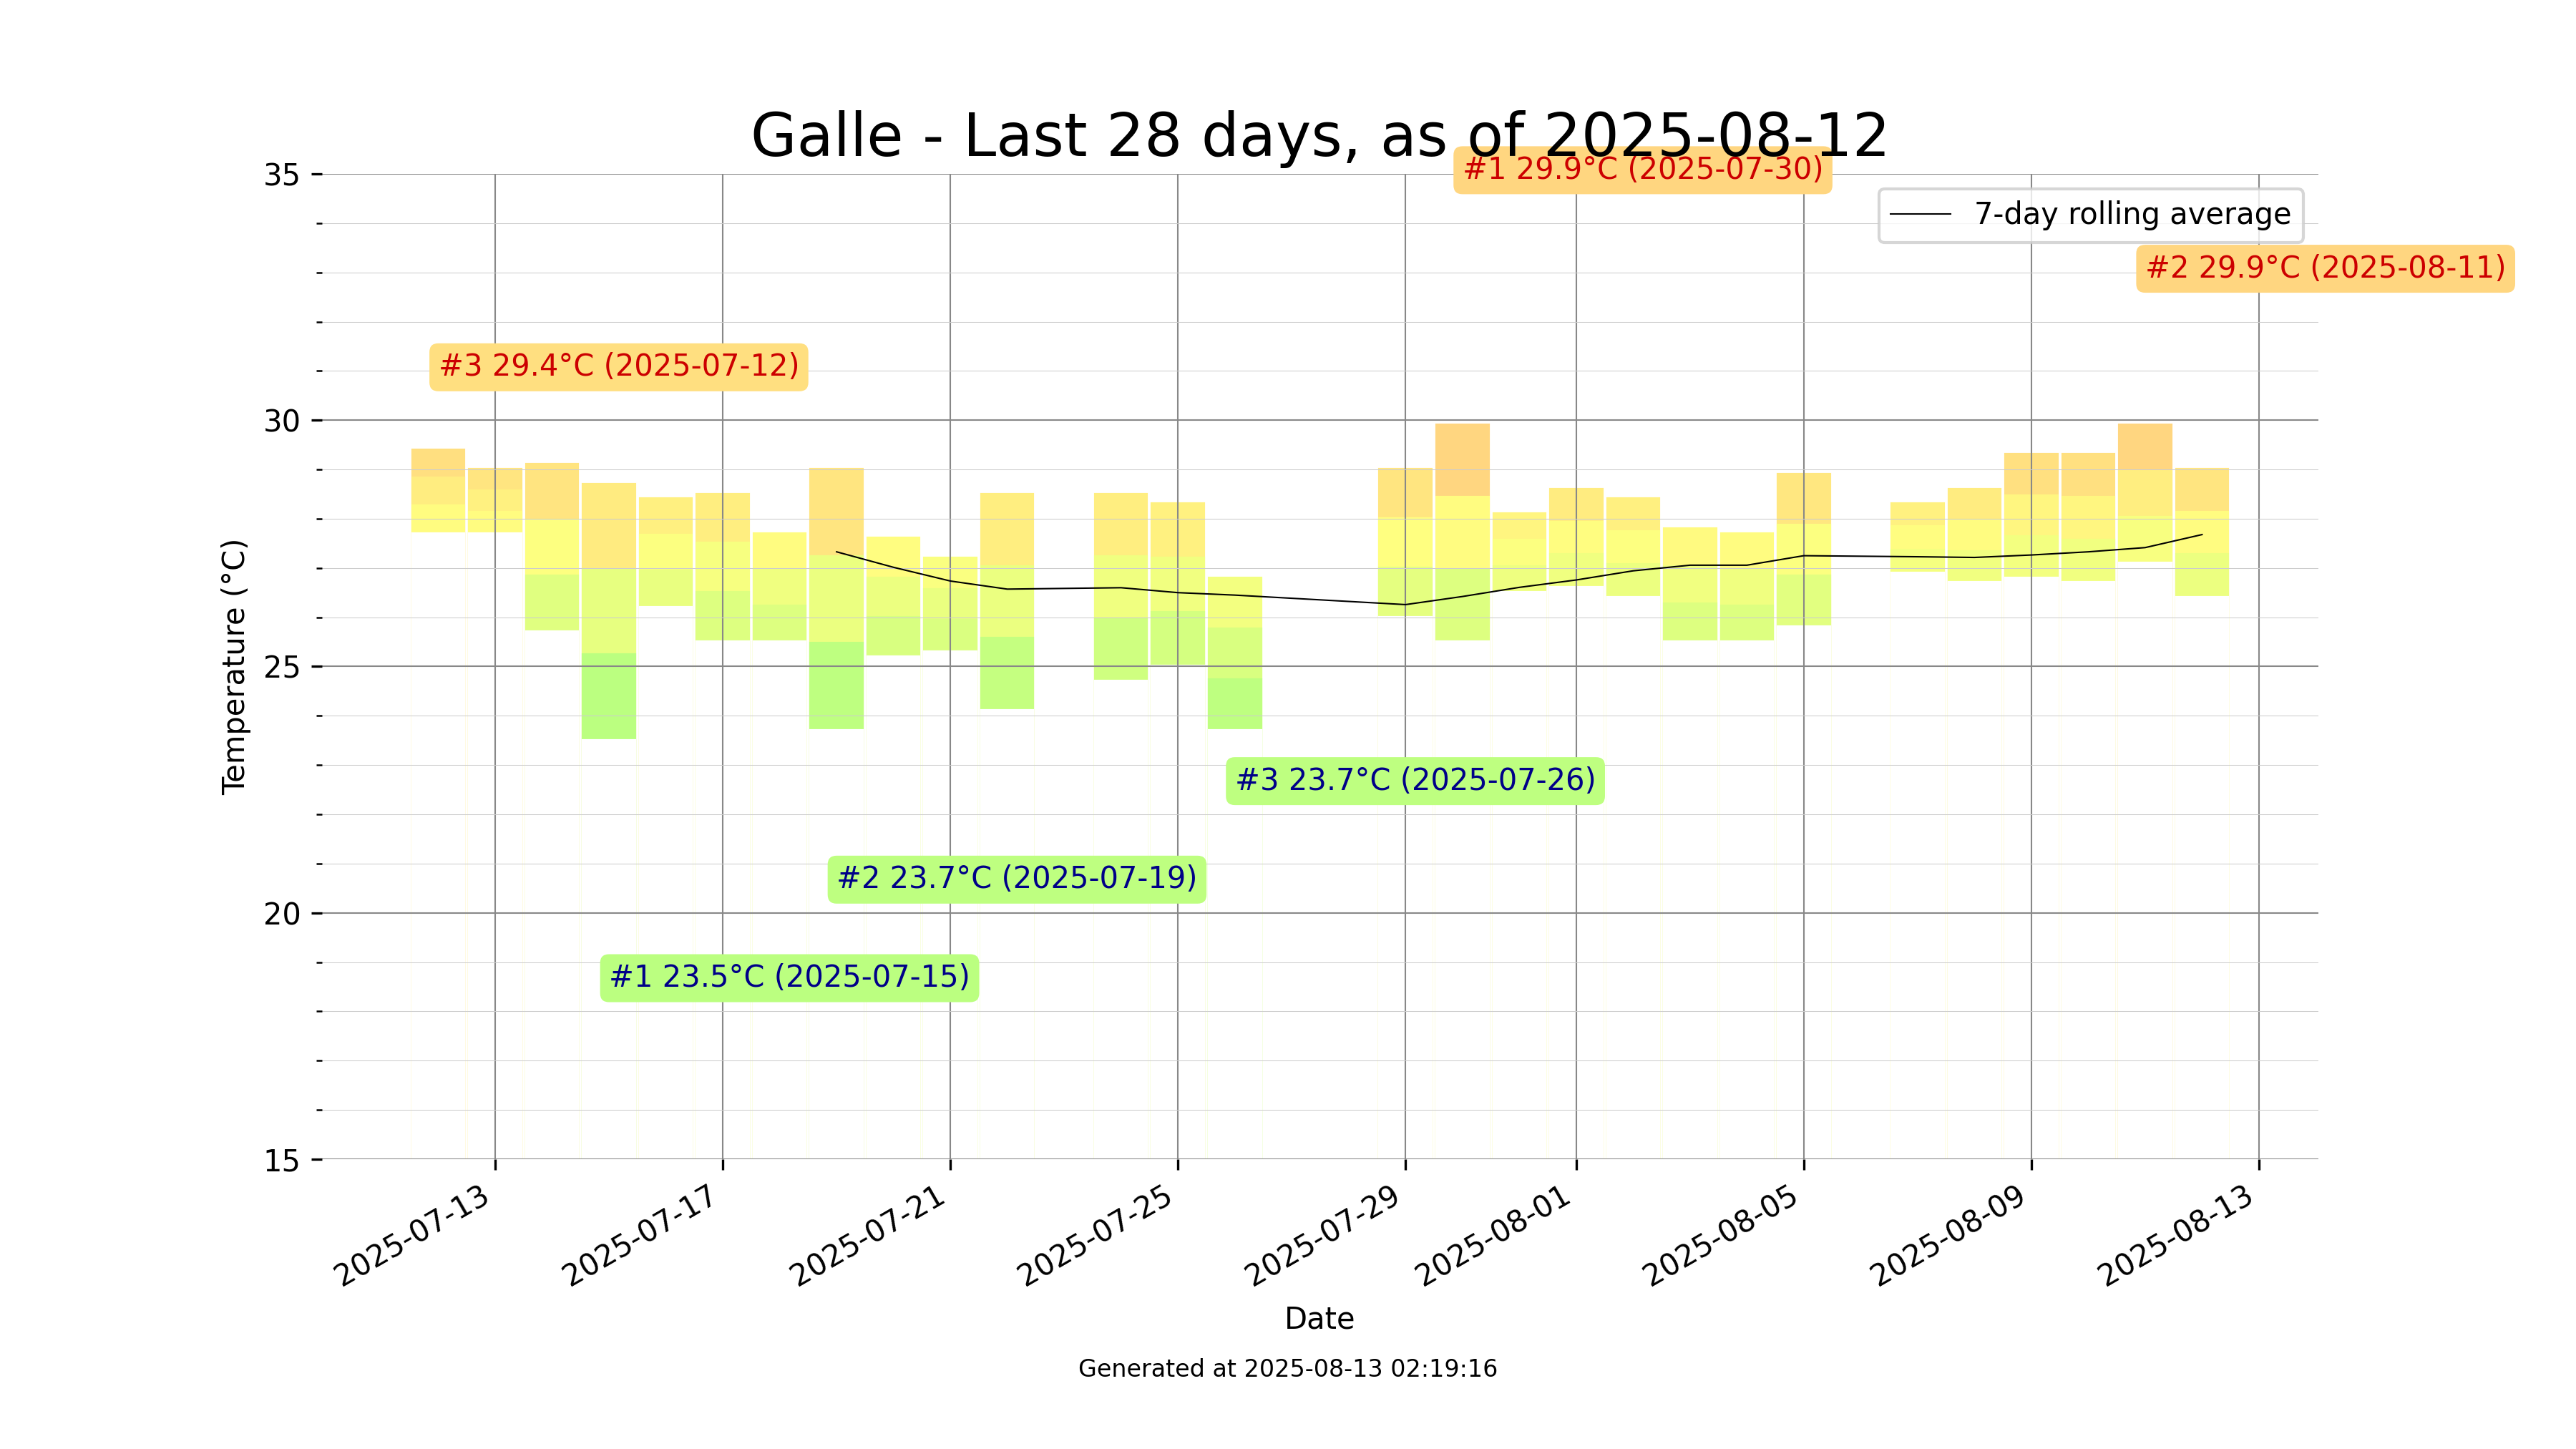 Galle - Last 28 days, as of 2025-08-12
#1 29.9°C (2025-07-30)
7-day rolling average
#2 29.9°C (2025-08-11)
#3 29.4°C (2025-07-12)
#3 23.7°C (2025-07-26)
#2 23.7°C (2025-07-19)
#1 23.5°C (2025-07-15)
Temperature (°C)
35
30
25
20
15
2025-07-13
2025-07-17
2025-07-21
2025-07-25
2025-07-29
2025-08-01
2025-08-05
2025-08-09
2025-08-13
Date
Generated at 2025-08-13 02:19:16